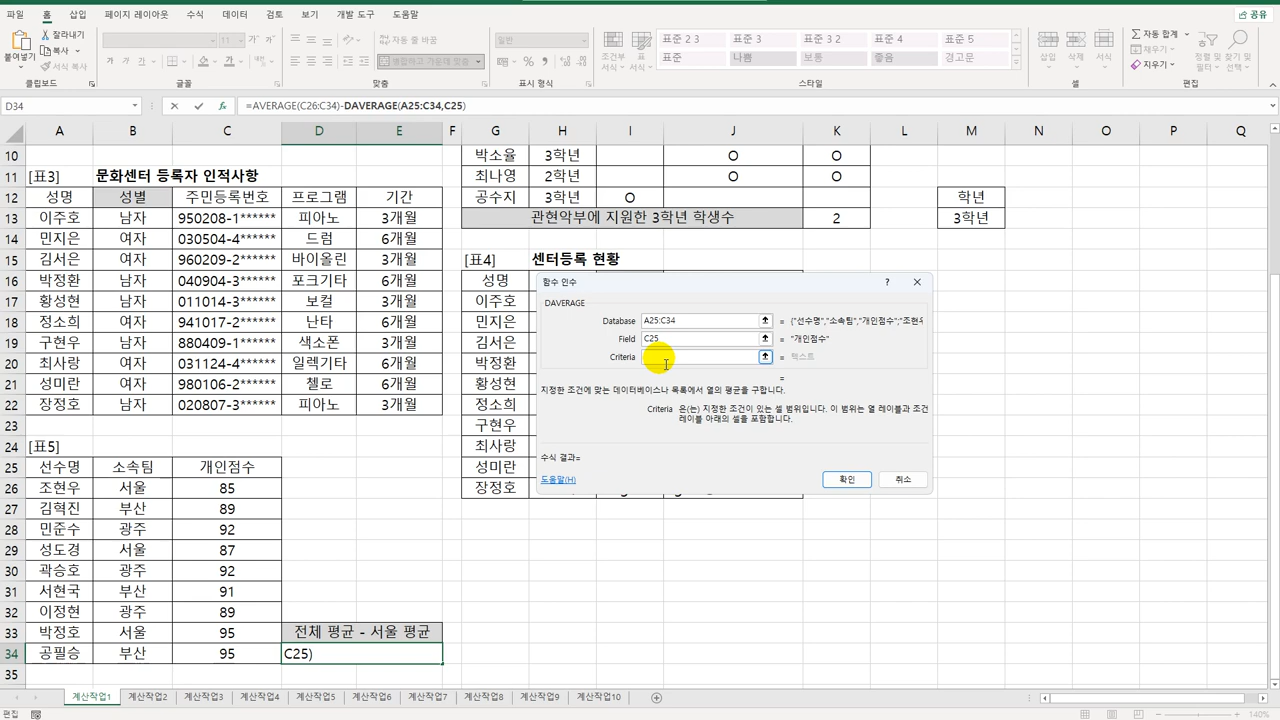 파일 홈 삽입 페이지 레이아웃 수식 데이터 검토 보기 개발 도구 도움말 공유
붙여넣기 잘라내기 복사 서식 복사
클립보드
11 가 가
가 가 가
글꼴
자동 줄 바꿈
병합하고 가운데 맞춤
맞춤
일반
표시 형식
조건부 서식 표 서식
표준 2 3 표준 3 표준 3 2 표준 4 표준 5
표준 나쁨 보통 좋음 경고문
스타일
삽입 삭제 서식
셀
자동 합계 채우기 지우기
정렬 및 필터 찾기 및 선택
편집
D34 fx =AVERAGE(C26:C34)-DAVERAGE(A25:C34,C25)
A B C D E F G H I J K L M N O P Q
10 박소율 3학년 O O
11 [표3] 문화센터 등록자 인적사항 최나영 2학년 O O
12 성명 성별 주민등록번호 프로그램 기간 공수지 3학년 O 학년
13 이주호 남자 950208-1****** 피아노 3개월 관현악부에 지원한 3학년 학생수 2 3학년
14 민지은 여자 030504-4****** 드럼 6개월
15 김서은 여자 960209-2****** 바이올린 3개월 [표4] 센터등록 현황
16 박정환 남자 040904-3****** 포크기타 6개월 성명
17 황성현 남자 011014-3****** 보컬 3개월 이주호
18 정소희 여자 941017-2****** 난타 6개월 민지은
19 구현우 남자 880409-1****** 색소폰 3개월 김서은
20 최사랑 여자 031124-4****** 일렉기타 6개월 박정환
21 성미란 여자 980106-2****** 첼로 6개월 황성현
22 장정호 남자 020807-3****** 피아노 3개월 정소희
23 구현우
24 [표5] 최사랑
25 선수명 소속팀 개인점수 성미란
26 조현우 서울 85 장정호
27 김혁진 부산 89
28 민준수 광주 92
29 성도경 서울 87
30 곽승호 광주 92
31 서현국 부산 91
32 이정현 광주 89
33 박정호 서울 95 전체 평균 - 서울 평균
34 공필승 부산 95 C25)
35
함수 인수 ?
DAVERAGE
Database A25:C34 = {"선수명","소속팀","개인점수";"조현우
Field C25 = "개인점수"
Criteria = 텍스트
=
지정한 조건에 맞는 데이터베이스나 목록에서 열의 평균을 구합니다.
Criteria 은(는) 지정한 조건이 있는 셀 범위입니다. 이 범위는 열 레이블과 조건
레이블 아래의 셀을 포함합니다.
수식 결과=
도움말(H) 확인 취소
계산작업1 계산작업2 계산작업3 계산작업4 계산작업5 계산작업6 계산작업7 계산작업8 계산작업9 계산작업10
편집 140%